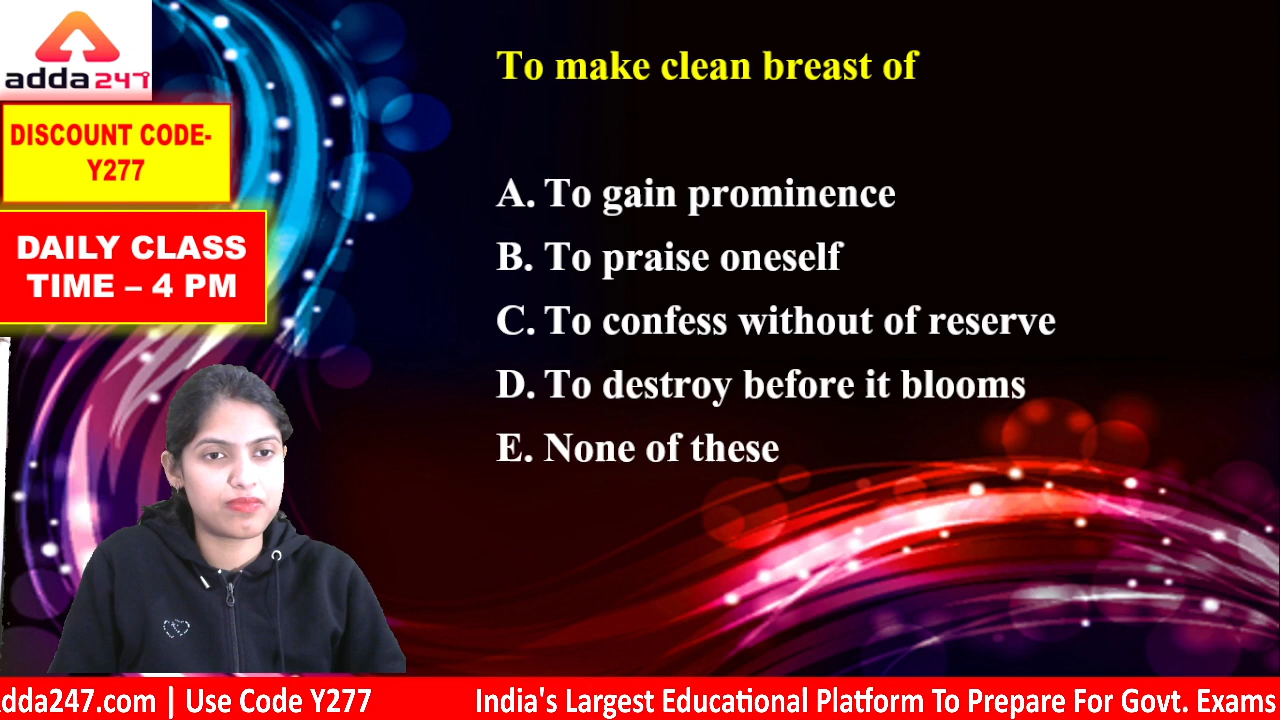 adda247
DISCOUNT CODE-
Y277
DAILY CLASS
TIME – 4 PM
To make clean breast of
A. To gain prominence
B. To praise oneself
C. To confess without of reserve
D. To destroy before it blooms
E. None of these
dda247.com | Use Code Y277
India's Largest Educational Platform To Prepare For Govt. Exams